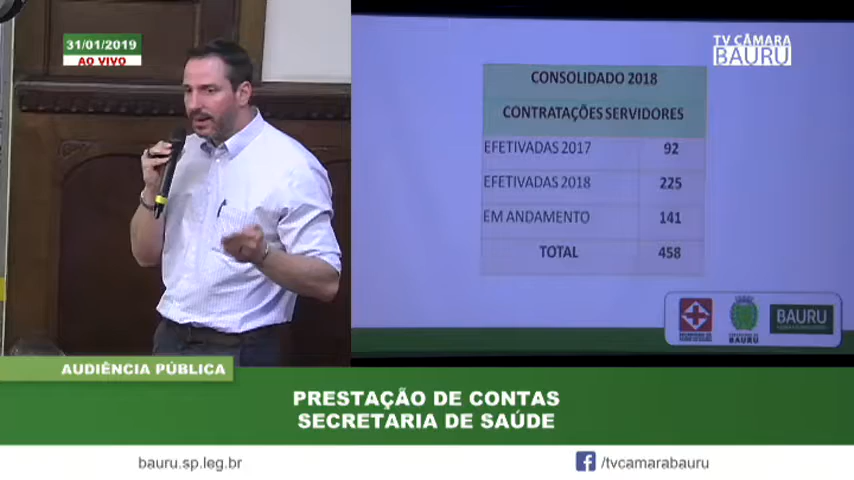 31/01/2019
AO VIVO
TV CÂMARA
BAURU
CONSOLIDADO 2018
CONTRATAÇÕES SERVIDORES
EFETIVADAS 2017 92
EFETIVADAS 2018 225
EM ANDAMENTO 141
TOTAL 458
BAURU
BAURU
AUDIÊNCIA PÚBLICA
PRESTAÇÃO DE CONTAS
SECRETARIA DE SAÚDE
bauru.sp.leg.br
/tvcamarabauru